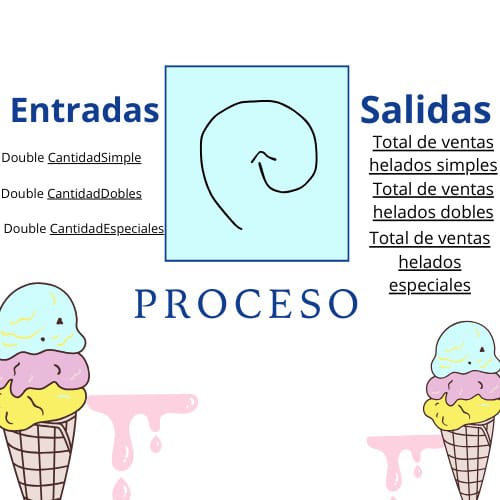 Entradas
Double CantidadSimple
Double CantidadDobles
Double CantidadEspeciales
Salidas
Total de ventas
helados simples
Total de ventas
helados dobles
Total de ventas
helados
especiales
PROCESO